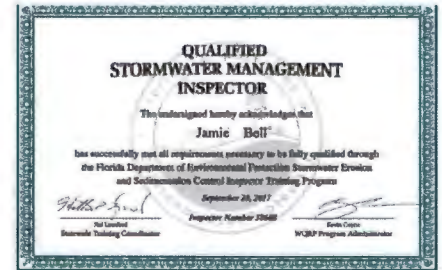 QUALIFIED
STORMWATER MANAGEMENT
INSPECTOR
The undersigned hereby acknowledges that
Jamie Bell
has successfully met all requirements necessary to be fully qualified through
the Florida Department of Environmental Protection Stormwater Erosion
and Sedimentation Control Inspector Training Program
September 20, 2017
Inspector Number
Statewide Training Coordinator
Program Administrator